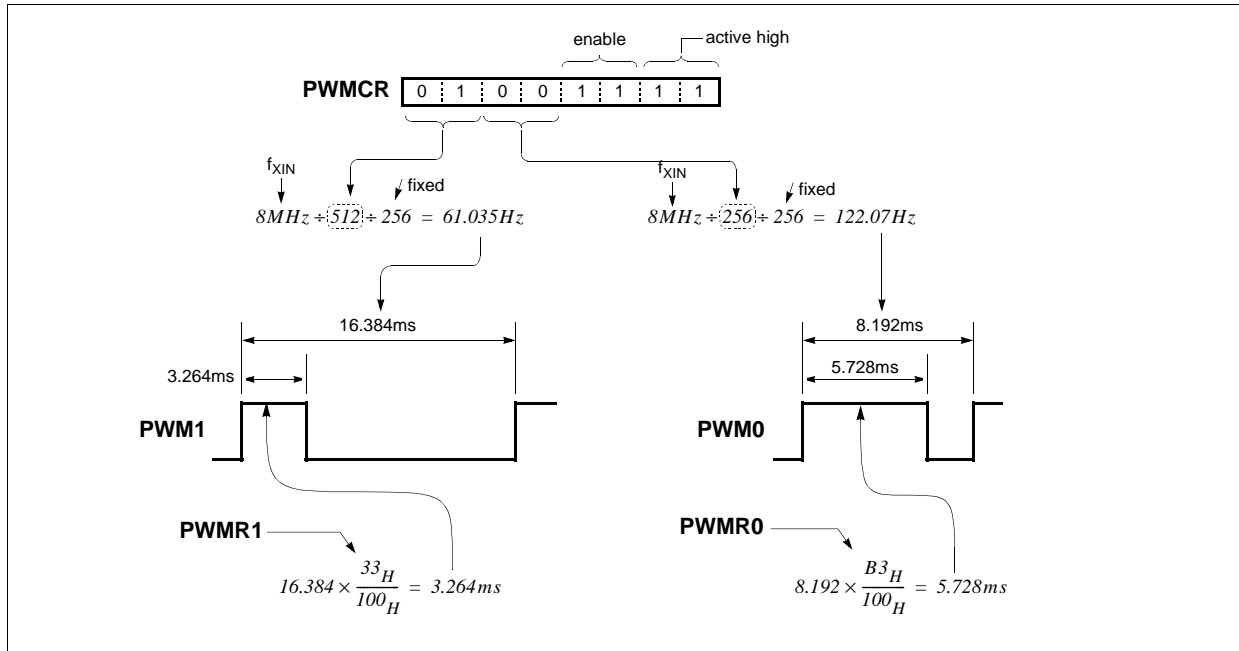 enable
active high
PWMCR 0 1 0 0 1 1 1 1
fXIN
fixed
8MHz ÷ 512 ÷ 256 = 61.035Hz
fXIN
fixed
8MHz ÷ 256 ÷ 256 = 122.07Hz
16.384ms
3.264ms
PWM1
PWMR1
16.384 × 33H / 100H = 3.264ms
8.192ms
5.728ms
PWM0
PWMR0
8.192 × B3H / 100H = 5.728ms